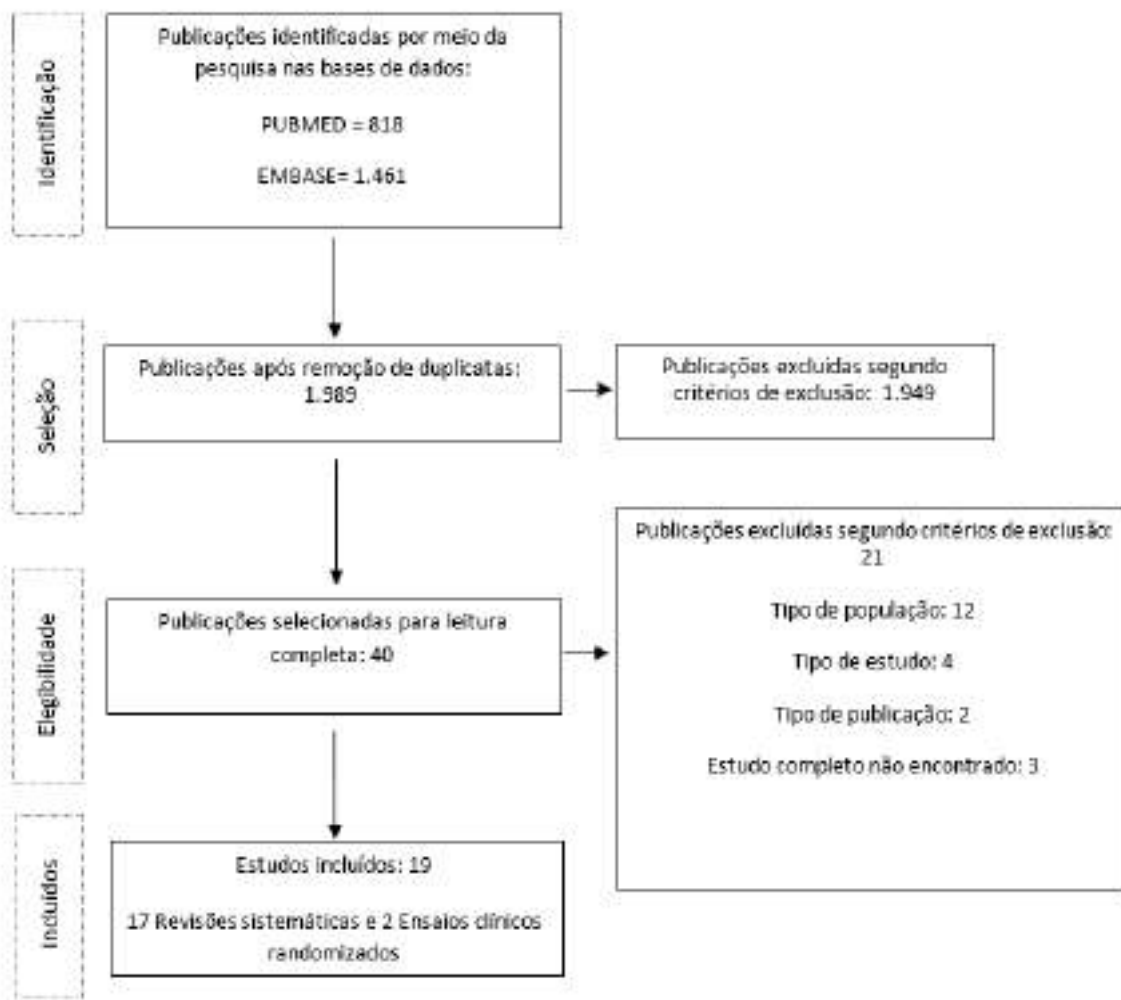 Identificação
Publicações identificadas por meio da
pesquisa nas bases de dados:
PUBMED = 818
EMBASE= 1.461
Seleção
Publicações após remoção de duplicatas:
1.989
Publicações excluídas segundo
critérios de exclusão: 1.949
Elegibilidade
Publicações selecionadas para leitura
completa: 40
Publicações excluídas segundo critérios de exclusão:
21
Tipo de população: 12
Tipo de estudo: 4
Tipo de publicação: 2
Estudo completo não encontrado: 3
Incluídos
Estudos incluídos: 19
17 Revisões sistemáticas e 2 Ensaios clínicos
randomizados